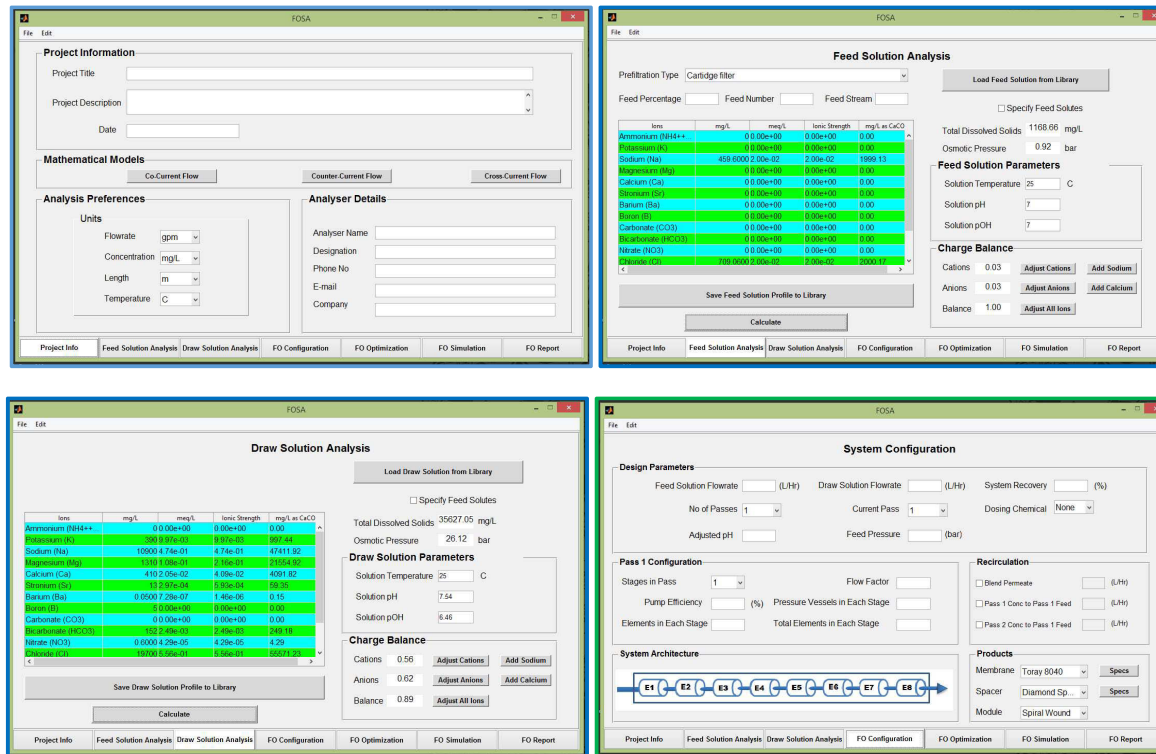 FOSA
File Edit
Project Information
Project Title
Project Description
Date
Mathematical Models
Co-Current Flow Counter-Current Flow Cross-Current Flow
Analysis Preferences
Units
Flowrate gpm
Concentration mg/L
Length m
Temperature C
Analyser Details
Analyser Name
Designation
Phone No
E-mail
Company
Project Info Feed Solution Analysis Draw Solution Analysis FO Configuration FO Optimization FO Simulation FO Report
FOSA
File Edit
Feed Solution Analysis
Prefiltration Type Cartidge filter
Feed Percentage Feed Number Feed Stream
Ions mg/L meq/L Ionic Strength mg/L as CaCO
Ammonium (NH4++... 0 0.00e+00 0.00e+00 0.00
Potassium (K) 0 0.00e+00 0.00e+00 0.00
Sodium (Na) 459.6000 2.00e-02 2.00e-02 1999.13
Magnesium (Mg) 0 0.00e+00 0.00e+00 0.00
Calcium (Ca) 0 0.00e+00 0.00e+00 0.00
Stronium (Sr) 0 0.00e+00 0.00e+00 0.00
Barium (Ba) 0 0.00e+00 0.00e+00 0.00
Boron (B) 0 0.00e+00 0.00e+00 0.00
Carbonate (CO3) 0 0.00e+00 0.00e+00 0.00
Bicarbonate (HCO3) 0 0.00e+00 0.00e+00 0.00
Nitrate (NO3) 0 0.00e+00 0.00e+00 0.00
Chloride (Cl) 709.0600 2.00e-02 2.00e-02 2000.17
Save Feed Solution Profile to Library
Calculate
Load Feed Solution from Library
Specify Feed Solutes
Total Dissolved Solids 1168.66 mg/L
Osmotic Pressure 0.92 bar
Feed Solution Parameters
Solution Temperature 25 C
Solution pH 7
Solution pOH 7
Charge Balance
Cations 0.03 Adjust Cations Add Sodium
Anions 0.03 Adjust Anions Add Calcium
Balance 1.00 Adjust All Ions
Project Info Feed Solution Analysis Draw Solution Analysis FO Configuration FO Optimization FO Simulation FO Report
FOSA
File Edit
Draw Solution Analysis
Load Draw Solution from Library
Specify Feed Solutes
Ions mg/L meq/L Ionic Strength mg/L as CaCO
Ammonium (NH4++... 0 0.00e+00 0.00e+00 0.00
Potassium (K) 390 9.97e-03 9.97e-03 997.44
Sodium (Na) 10900 4.74e-01 4.74e-01 47411.92
Magnesium (Mg) 1310 1.08e-01 2.16e-01 21554.92
Calcium (Ca) 410 2.05e-02 4.09e-02 4091.82
Stronium (Sr) 13 2.97e-04 5.93e-04 59.35
Barium (Ba) 0.0500 7.28e-07 1.46e-06 0.15
Boron (B) 5 0.00e+00 0.00e+00 0.00
Carbonate (CO3) 0 0.00e+00 0.00e+00 0.00
Bicarbonate (HCO3) 152 2.49e-03 2.49e-03 249.18
Nitrate (NO3) 0.6000 4.29e-05 4.29e-05 4.29
Chloride (Cl) 19700 5.56e-01 5.56e-01 55571.23
Save Draw Solution Profile to Library
Calculate
Total Dissolved Solids 35627.05 mg/L
Osmotic Pressure 26.12 bar
Draw Solution Parameters
Solution Temperature 25 C
Solution pH 7.54
Solution pOH 6.46
Charge Balance
Cations 0.56 Adjust Cations Add Sodium
Anions 0.62 Adjust Anions Add Calcium
Balance 0.89 Adjust All Ions
Project Info Feed Solution Analysis Draw Solution Analysis FO Configuration FO Optimization FO Simulation FO Report
FOSA
File Edit
System Configuration
Design Parameters
Feed Solution Flowrate (L/Hr) Draw Solution Flowrate (L/Hr) System Recovery (%)
No of Passes 1 Current Pass 1 Dosing Chemical None
Adjusted pH Feed Pressure (bar)
Pass 1 Configuration
Stages in Pass 1 Flow Factor
Pump Efficiency (%) Pressure Vessels in Each Stage
Elements in Each Stage Total Elements in Each Stage
Recirculation
Blend Permeate (L/Hr)
Pass 1 Conc to Pass 1 Feed (L/Hr)
Pass 2 Conc to Pass 1 Feed (L/Hr)
System Architecture
E1 E2 E3 E4 E5 E6 E7 E8
Products
Membrane Toray 8040 Specs
Spacer Diamond Sp... Specs
Module Spiral Wound
Project Info Feed Solution Analysis Draw Solution Analysis FO Configuration FO Optimization FO Simulation FO Report